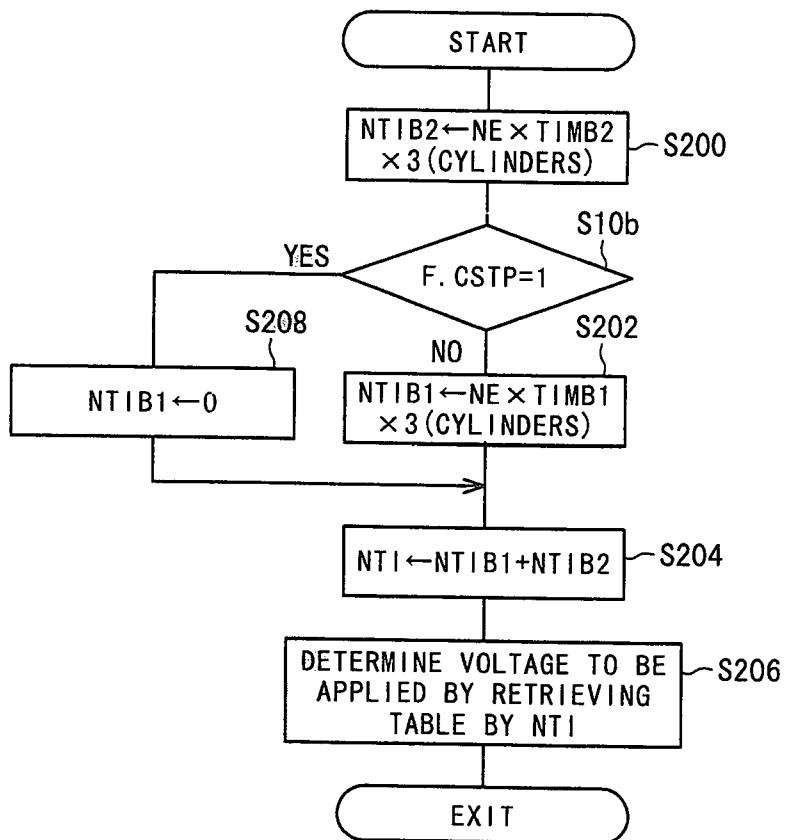 START
NTIB2←NE×TIMB2
×3(CYLINDERS)
S200
S10b
YES
F.CSTP=1
S208
NO
S202
NTIB1←0
NTIB1←NE×TIMB1
×3(CYLINDERS)
NTI←NTIB1+NTIB2
S204
DETERMINE VOLTAGE TO BE
APPLIED BY RETRIEVING
TABLE BY NTI
S206
EXIT